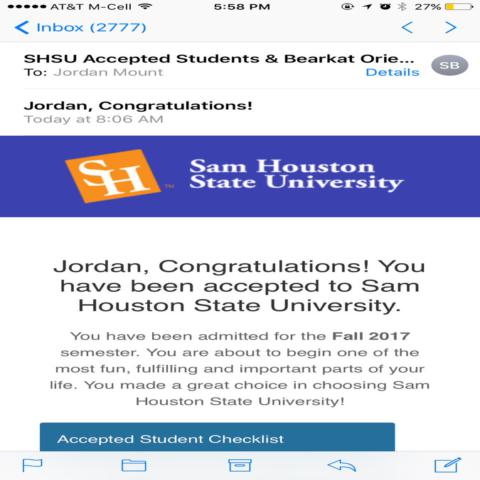 AT&T M-Cell 5:58 PM 27%
Inbox (2777)
SHSU Accepted Students & Bearkat Orie...
SB
To: Jordan Mount Details
Jordan, Congratulations!
Today at 8:06 AM
SH TM
Sam Houston
State University
Jordan, Congratulations! You
have been accepted to Sam
Houston State University.
You have been admitted for the Fall 2017
semester. You are about to begin one of the
most fun, fulfilling and important parts of your
life. You made a great choice in choosing Sam
Houston State University!
Accepted Student Checklist